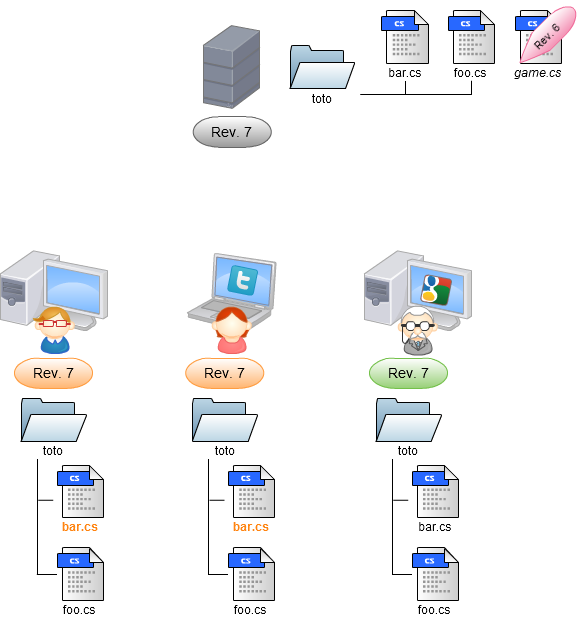 cs
cs
cs
Rev. 6
bar.cs
foo.cs
game.cs
toto
Rev. 7
t
g
Rev. 7
Rev. 7
Rev. 7
toto
toto
toto
cs
cs
cs
bar.cs
bar.cs
bar.cs
cs
cs
cs
foo.cs
foo.cs
foo.cs